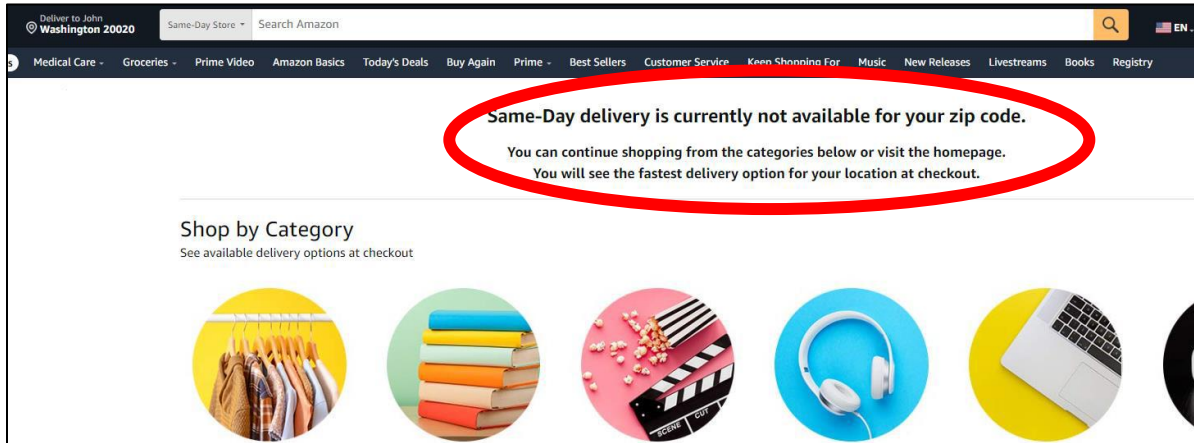 Deliver to John
Washington 20020
Same-Day Store
Search Amazon
EN
s Medical Care Groceries Prime Video Amazon Basics Today's Deals Buy Again Prime Best Sellers Customer Service Keep Shopping For Music New Releases Livestreams Books Registry
Same-Day delivery is currently not available for your zip code.
You can continue shopping from the categories below or visit the homepage.
You will see the fastest delivery option for your location at checkout.
Shop by Category
See available delivery options at checkout
SCENE CUT